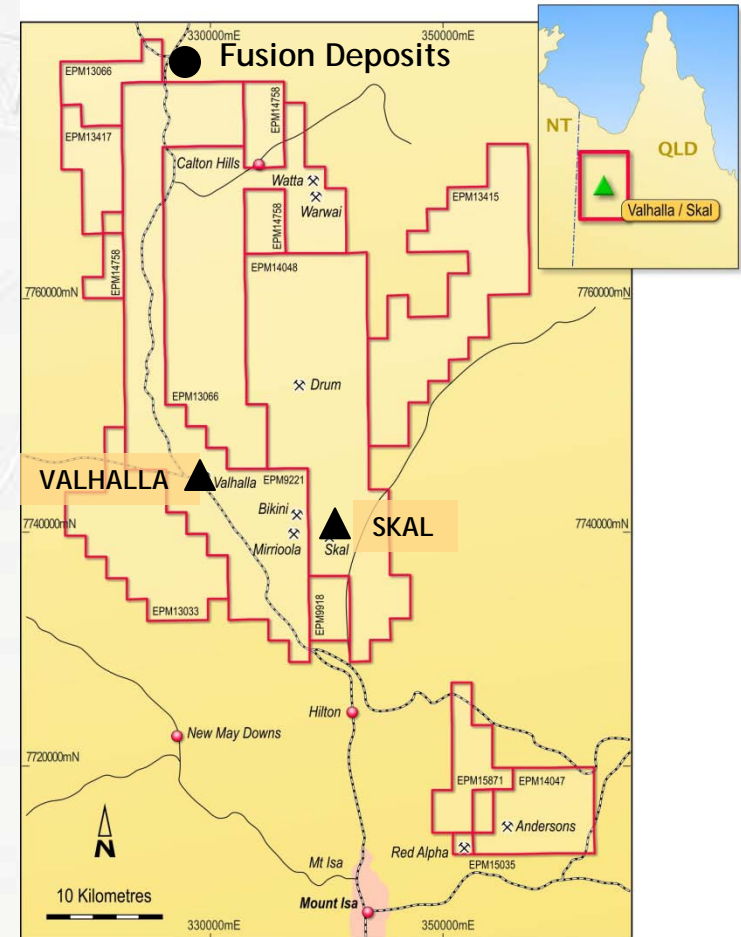 330000mE
350000mE
Fusion Deposits
EPM13066
EPM14758
EPM13417
Calton Hills
Watta
Warwai
EPM13415
EPM14758
EPM14758
EPM14048
7760000mN
7760000mN
Drum
EPM13066
VALHALLA
Valhalla
EPM9221
Bikini
Mirrioola
SKAL
Skal
7740000mN
7740000mN
EPM13033
EPM9918
Hilton
New May Downs
7720000mN
EPM15871
EPM14047
Andersons
Red Alpha
EPM15035
N
10 Kilometres
Mt Isa
Mount Isa
330000mE
350000mE
NT
QLD
Valhalla / Skal